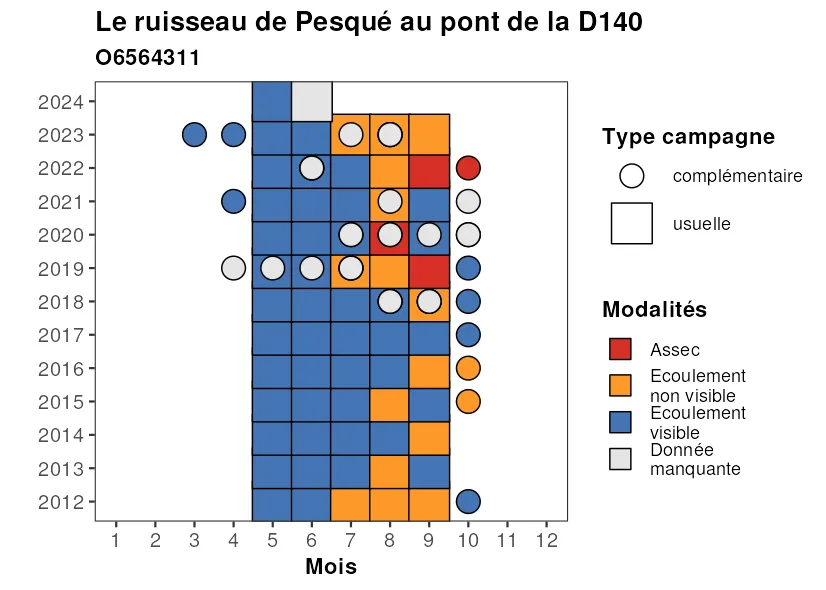 Le ruisseau de Pesqué au pont de la D140
O6564311
2024
2023
2022
2021
2020
2019
2018
2017
2016
2015
2014
2013
2012
1 2 3 4 5 6 7 8 9 10 11 12
Mois
Type campagne
complémentaire
usuelle
Modalités
Assec
Ecoulement
non visible
Ecoulement
visible
Donnée
manquante